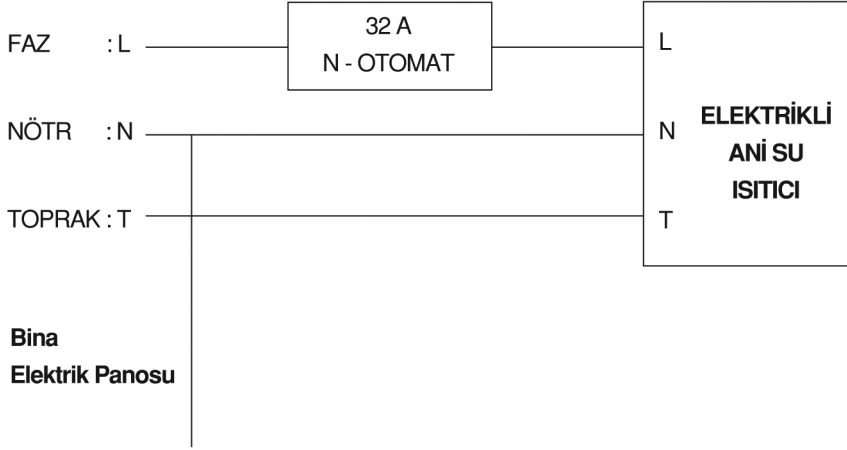 FAZ : L
32 A
N - OTOMAT
L
NÖTR : N
N
ELEKTRİKLİ
ANİ SU
ISITICI
TOPRAK : T
T
Bina
Elektrik Panosu